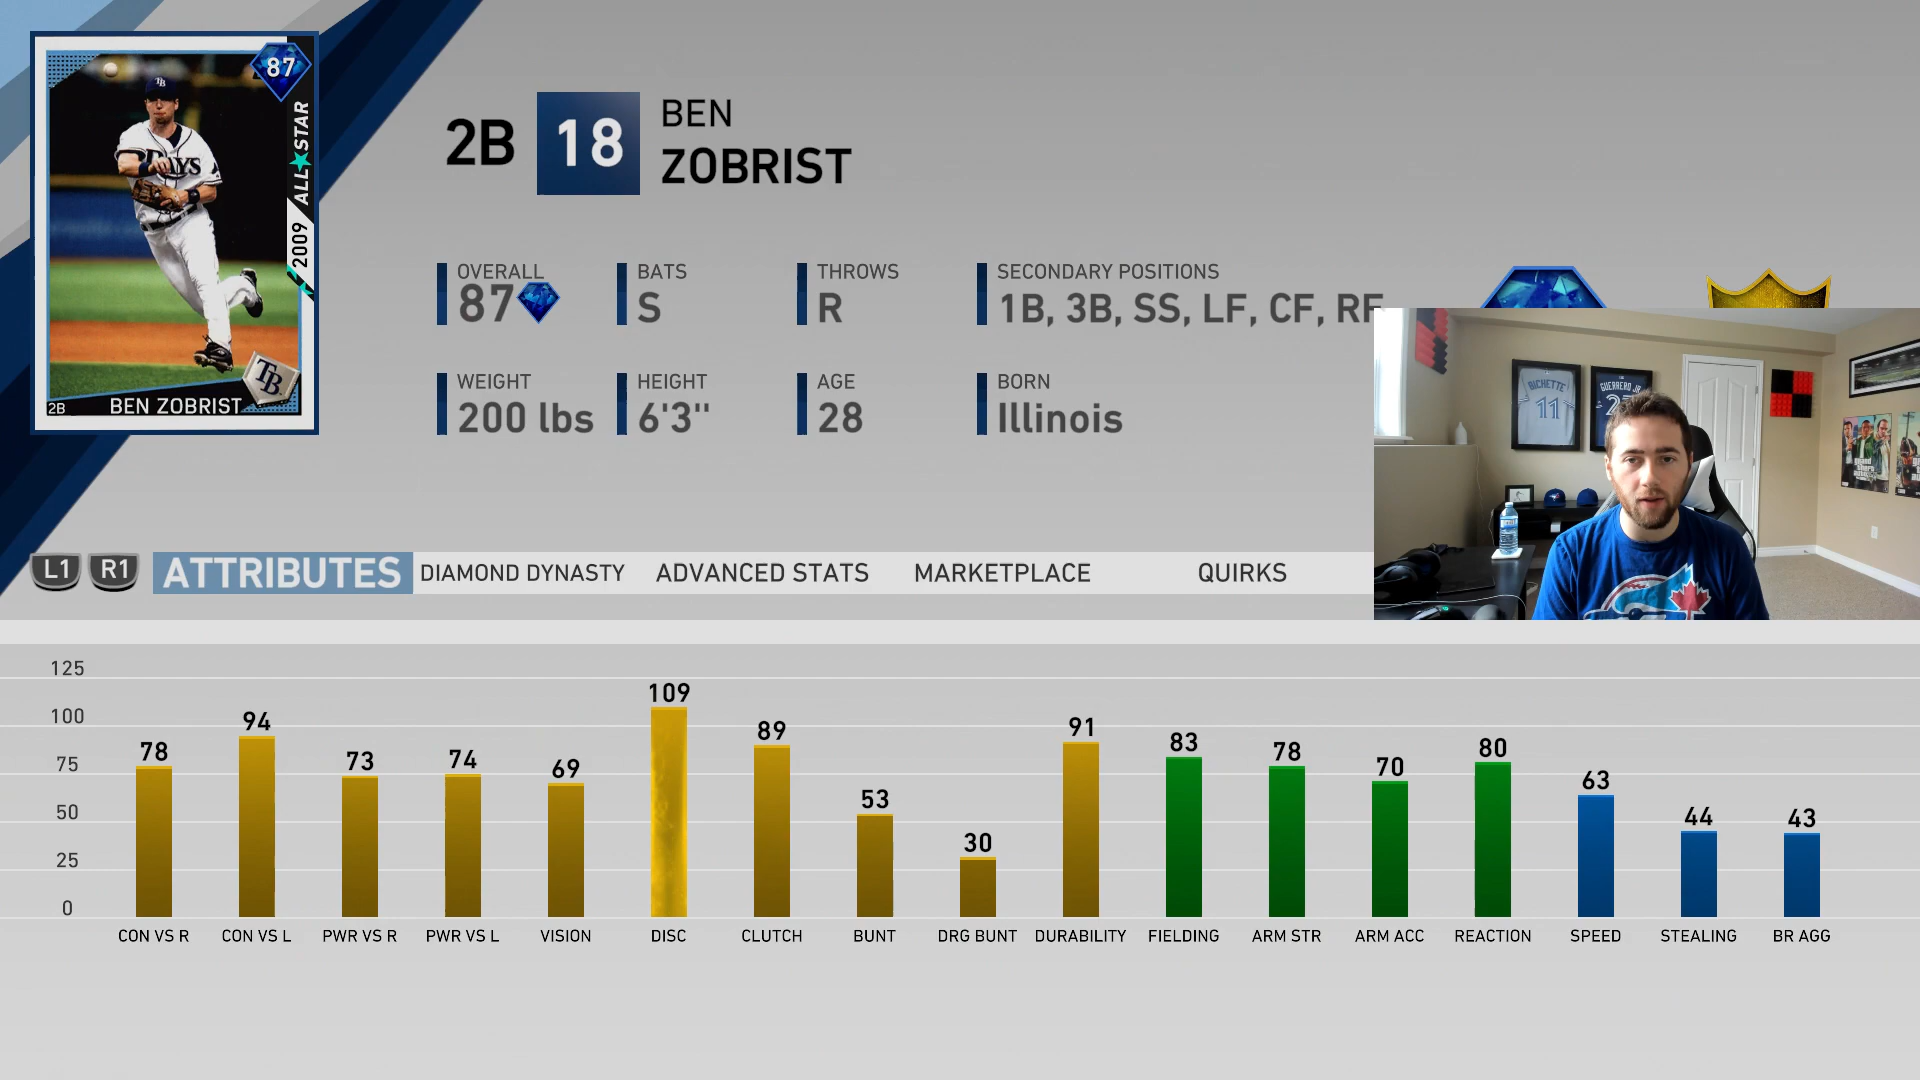 87
ALL★STAR
2009
RAYS
TB
2B BEN ZOBRIST
2B 18 BEN
ZOBRIST
OVERALL BATS THROWS SECONDARY POSITIONS
87 S R 1B, 3B, SS, LF, CF, RF
WEIGHT HEIGHT AGE BORN
200 lbs 6'3" 28 Illinois
BICHETTE
11
GUERRERO JR.
L1 R1 ATTRIBUTES DIAMOND DYNASTY ADVANCED STATS MARKETPLACE QUIRKS
125
100
75
50
25
0
78 94 73 74 69 109 89 53 30 91 83 78 70 80 63 44 43
CON VS R CON VS L PWR VS R PWR VS L VISION DISC CLUTCH BUNT DRG BUNT DURABILITY FIELDING ARM STR ARM ACC REACTION SPEED STEALING BR AGG